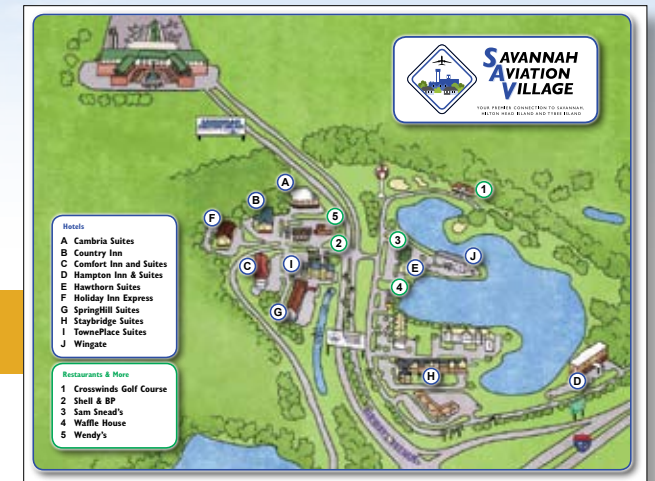 SAVANNAH
AVIATION
VILLAGE
YOUR PREMIER CONNECTION TO SAVANNAH,
HILTON HEAD ISLAND AND TYBEE ISLAND
A
B
5
F
1
2
3
C
I
E
J
4
G
H
D
Hotels
A Cambria Suites
B Country Inn
C Comfort Inn and Suites
D Hampton Inn & Suites
E Hawthorn Suites
F Holiday Inn Express
G SpringHill Suites
H Staybridge Suites
I TownePlace Suites
J Wingate
Restaurants & More
1 Crosswinds Golf Course
2 Shell & BP
3 Sam Snead's
4 Waffle House
5 Wendy's